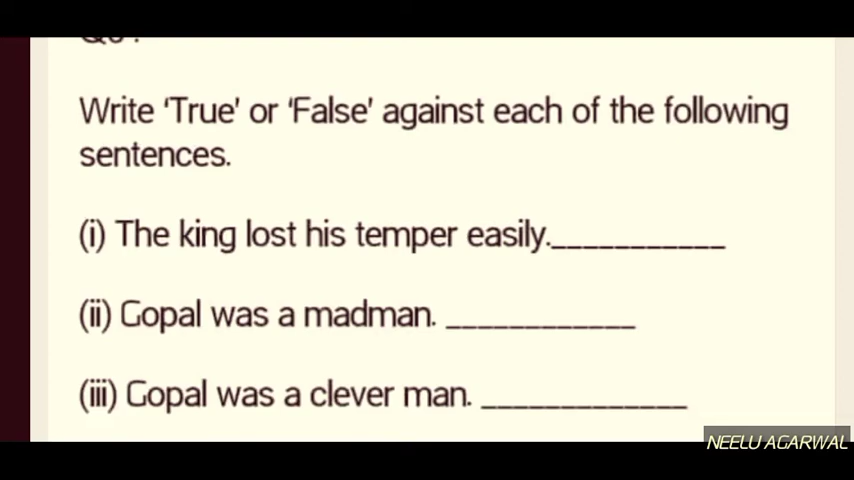 Write ‘True’ or ‘False’ against each of the following
sentences.
(i) The king lost his temper easily.___________
(ii) Gopal was a madman. ____________
(iii) Gopal was a clever man. _____________
NEELU AGARWAL